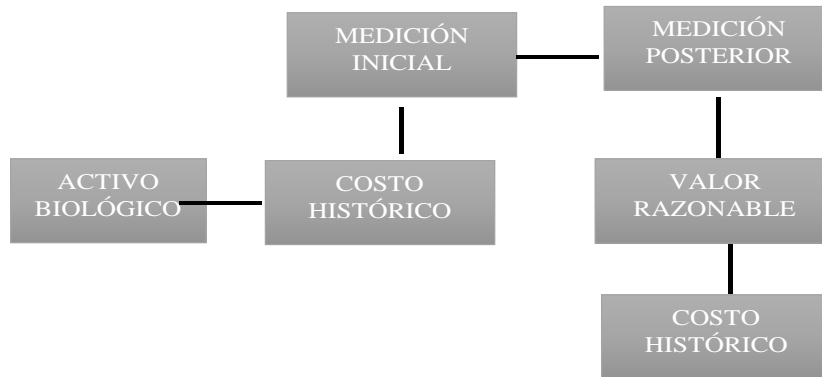 MEDICIÓN
INICIAL
MEDICIÓN
POSTERIOR
ACTIVO
BIOLÓGICO
COSTO
HISTÓRICO
VALOR
RAZONABLE
COSTO
HISTÓRICO